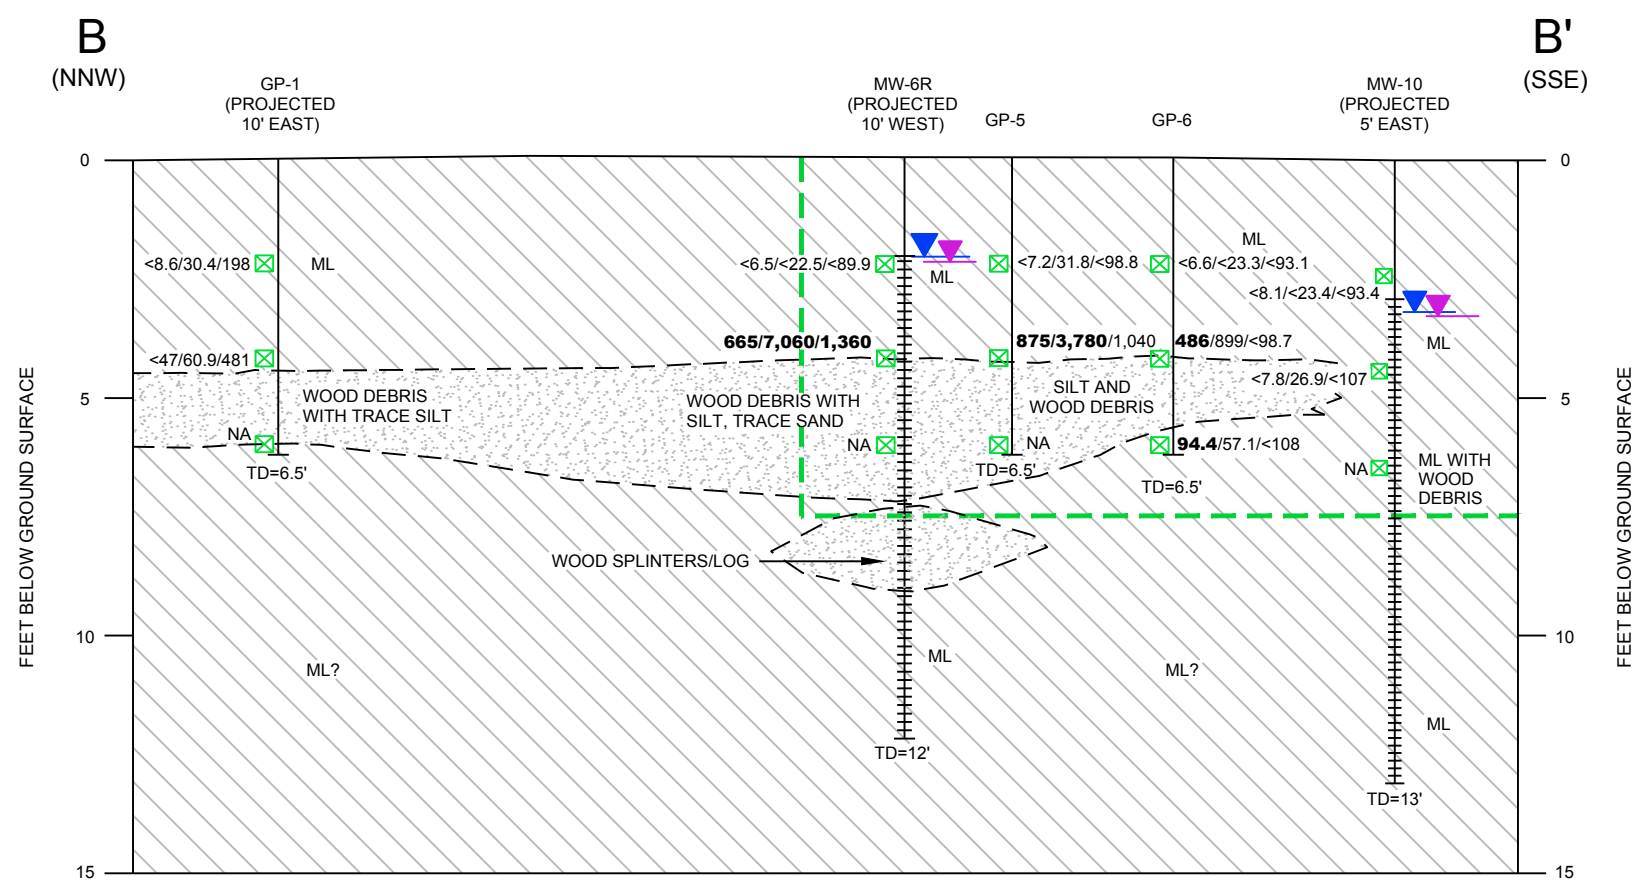 B
(NNW)
B'
(SSE)
GP-1
(PROJECTED
10' EAST)
MW-6R
(PROJECTED
10' WEST)
GP-5
GP-6
MW-10
(PROJECTED
5' EAST)
0
0
ML
<8.6/30.4/198
ML
<6.5/<22.5/<89.9
ML
<7.2/31.8/<98.8
<6.6/<23.3/<93.1
<8.1/<23.4/<93.4
ML
665/7,060/1,360
875/3,780/1,040
486/899/<98.7
<47/60.9/481
<7.8/26.9/<107
WOOD DEBRIS
WITH TRACE SILT
WOOD DEBRIS WITH
SILT, TRACE SAND
SILT AND
WOOD DEBRIS
5
5
NA
NA
NA
94.4/57.1/<108
NA
ML WITH
WOOD
DEBRIS
TD=6.5'
TD=6.5'
TD=6.5'
WOOD SPLINTERS/LOG
FEET BELOW GROUND SURFACE
FEET BELOW GROUND SURFACE
10
10
ML?
ML
ML?
ML
TD=12'
TD=13'
15
15